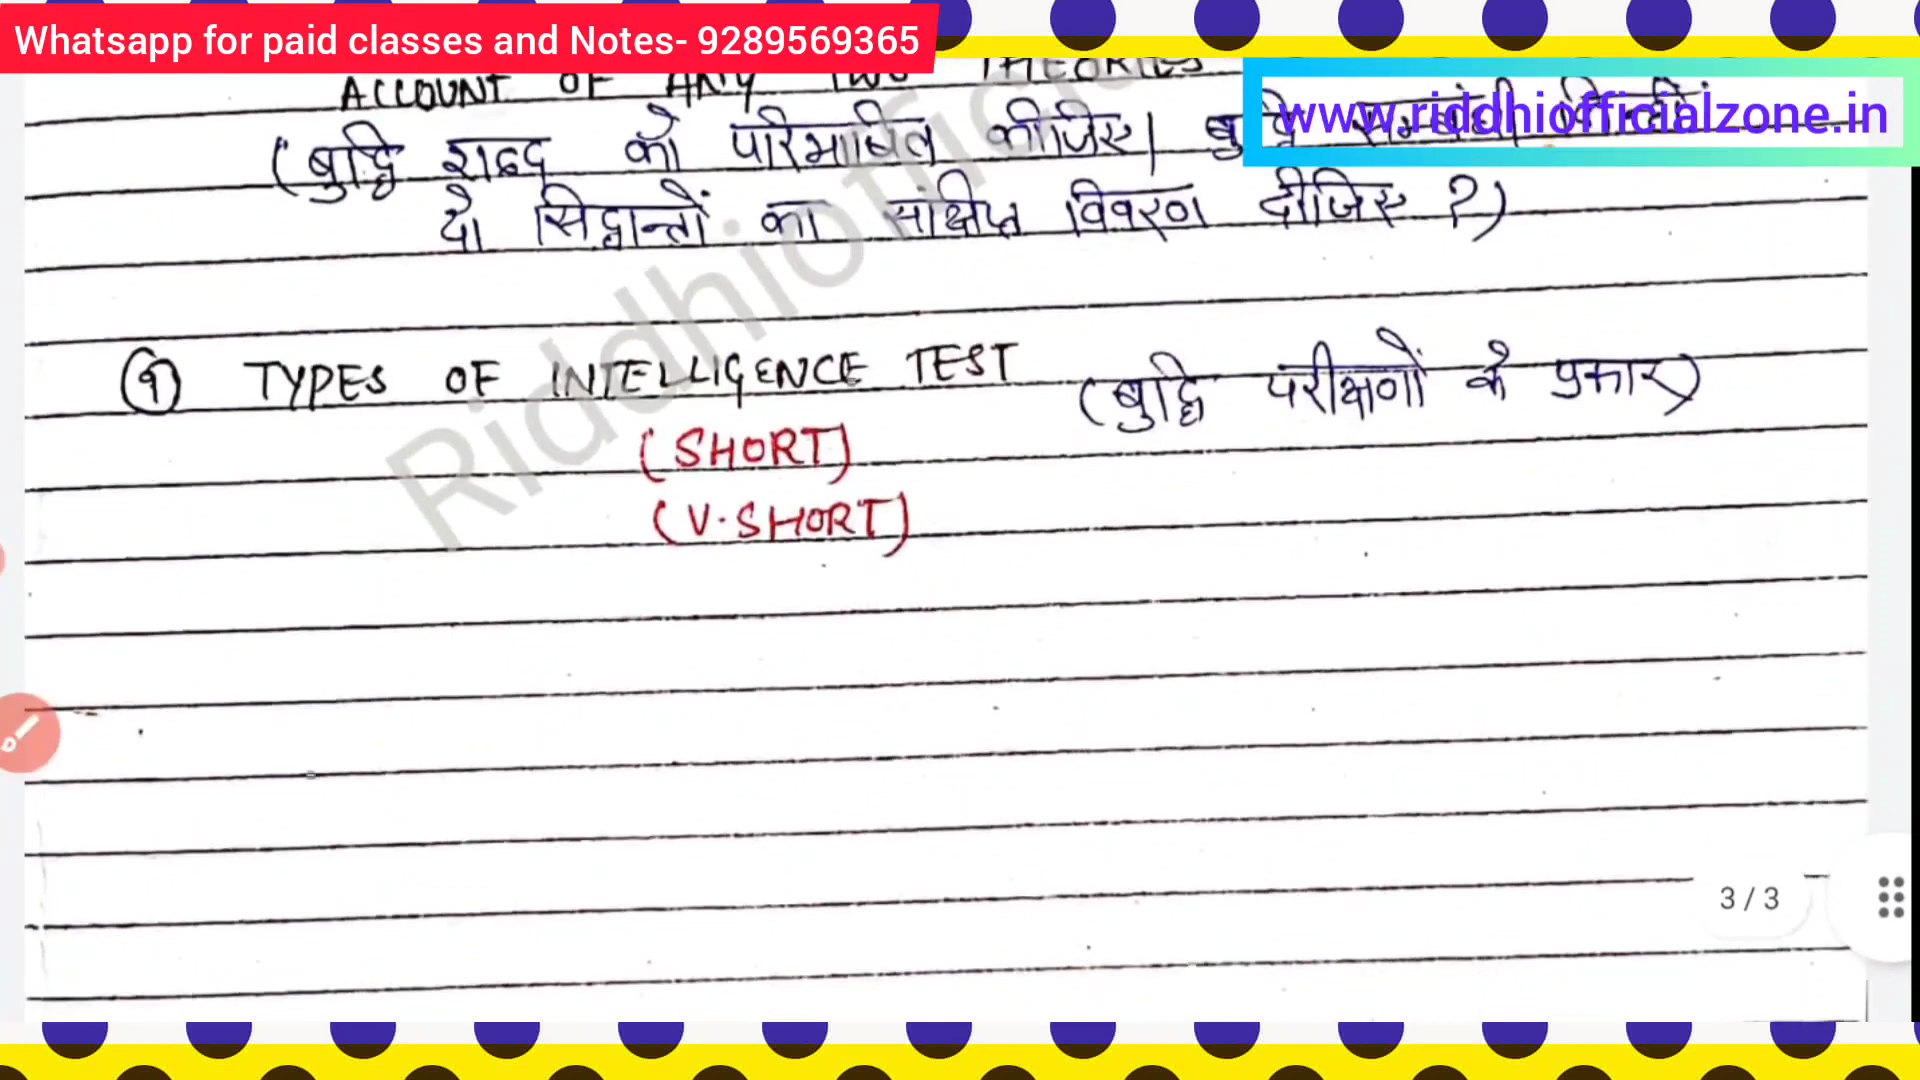 Whatsapp for paid classes and Notes- 9289569365
ACCOUNT OF ANY TWO THEORIES
www.riddhiofficialzone.in
(बुद्धि शब्द को परिभाषित कीजिए।
दो सिद्धान्तों का संक्षिप्त विवरण दीजिए ?)
Riddhiofficial
9 TYPES OF INTELLIGENCE TEST (बुद्धि परीक्षणों के प्रकार)
(SHORT)
(V.SHORT)
3 / 3